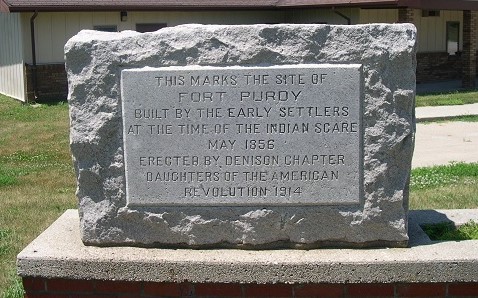 THIS MARKS THE SITE OF
FORT PURDY
BUILT BY THE EARLY SETTLERS
AT THE TIME OF THE INDIAN SCARE
MAY 1856
ERECTED BY DENISON CHAPTER
DAUGHTERS OF THE AMERICAN
REVOLUTION 1914